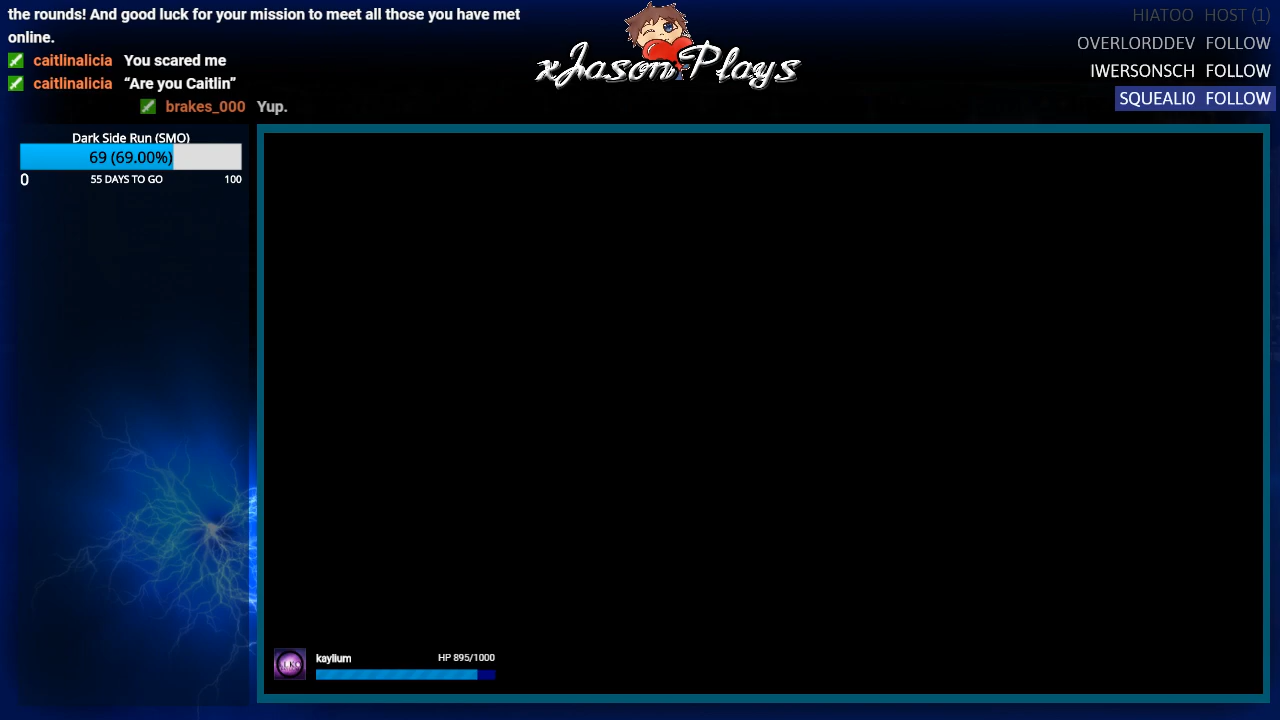 the rounds! And good luck for your mission to meet all those you have met
online.
caitlinalicia You scared me
caitlinalicia “Are you Caitlin”
brakes_000 Yup.
xJasonPlays
HIATOO HOST (1)
OVERLORDDEV FOLLOW
IWERSONSCH FOLLOW
SQUEALI0 FOLLOW
Dark Side Run (SMO)
69 (69.00%)
0 55 DAYS TO GO 100
kaylium HP 895/1000